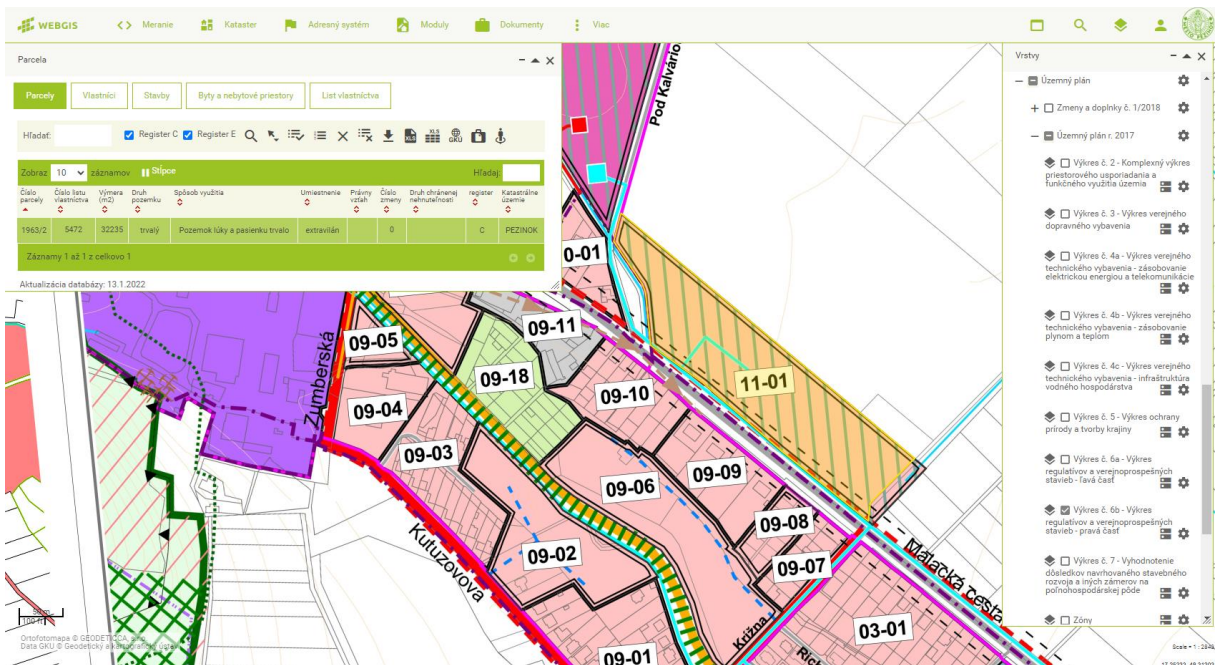 WEBGIS
Meranie
Kataster
Adresný systém
Moduly
Dokumenty
Viac
Parcela
Parcely
Vlastníci
Stavby
Byty a nebytové priestory
List vlastníctva
Hľadať:
Register C
Register E
XLS
XLS
GKU
Zobraz 10 záznamov
Stĺpce
Hľadaj:
Číslo parcely
Číslo listu vlastníctva
Výmera (m2)
Druh pozemku
Spôsob využitia
Umiestnenie
Právny vzťah
Číslo zmeny
Druh chránenej nehnuteľnosti
register
Katastrálne územie
1963/2
5472
32235
trvalý
Pozemok lúky a pasienku trvalo
extravilán
0
C
PEZINOK
Záznamy 1 až 1 z celkovo 1
Aktualizácia databázy: 13.1.2022
Pod Kalvário
0-01
09-11
09-05
09-18
09-10
11-01
Žumberská
09-04
09-03
09-06
09-09
09-08
09-02
09-07
Kutuzovova
Malacká cesta
Krížna
03-01
09-01
50 m
100 ft
Ortofotomapa © GEODETICCA, s.r.o.
Data GKU © Geodetický a kartografický ústav
Vrstvy
Územný plán
Zmeny a doplnky č. 1/2018
Územný plán r. 2017
Výkres č. 2 - Komplexný výkres
priestorového usporiadania a
funkčného využitia územia
Výkres č. 3 - Výkres verejného
dopravného vybavenia
Výkres č. 4a - Výkres verejného
technického vybavenia - zásobovanie
elektrickou energiou a telekomunikácie
Výkres č. 4b - Výkres verejného
technického vybavenia - zásobovanie
plynom a teplom
Výkres č. 4c - Výkres verejného
technického vybavenia - infraštruktúra
vodného hospodárstva
Výkres č. 5 - Výkres ochrany
prírody a tvorby krajiny
Výkres č. 6a - Výkres
regulatívov a verejnoprospešných
stavieb - ľavá časť
Výkres č. 6b - Výkres
regulatívov a verejnoprospešných
stavieb - pravá časť
Výkres č. 7 - Vyhodnotenie
dôsledkov navrhovaného stavebného
rozvoja a iných zámerov na
poľnohospodárskej pôde
Zóny